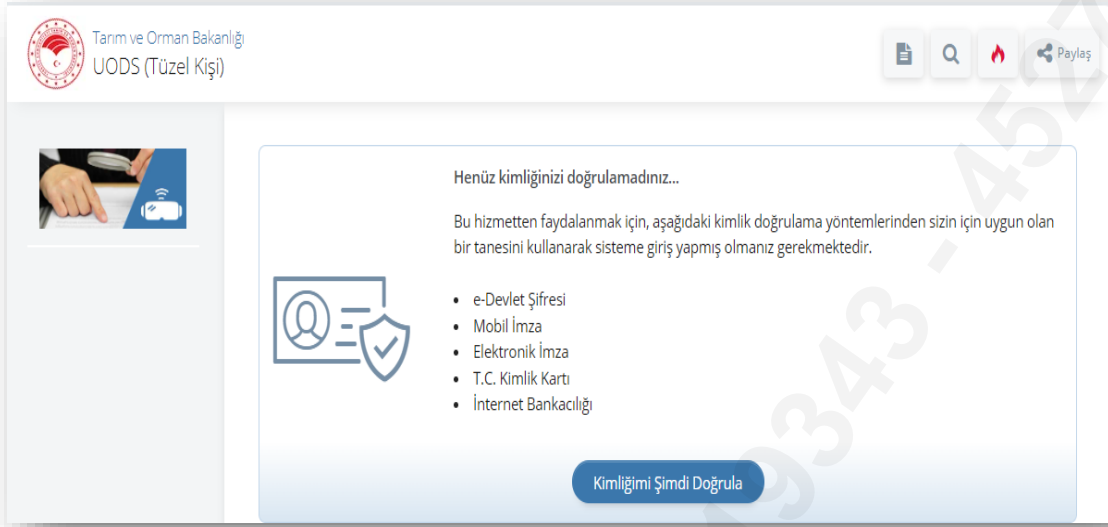 Tarım ve Orman Bakanlığı
UODS (Tüzel Kişi)
Paylaş
Henüz kimliğinizi doğrulamadınız...
Bu hizmetten faydalanmak için, aşağıdaki kimlik doğrulama yöntemlerinden sizin için uygun olan
bir tanesini kullanarak sisteme giriş yapmış olmanız gerekmektedir.
• e-Devlet Şifresi
• Mobil İmza
• Elektronik İmza
• T.C. Kimlik Kartı
• İnternet Bankacılığı
Kimliğimi Şimdi Doğrula